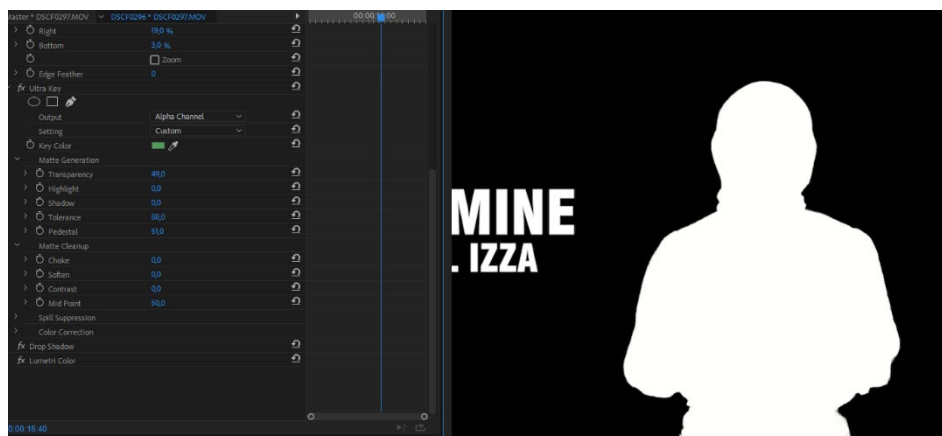 Master * DSCF0297.MOV DSCF0296 * DSCF0297.MOV
00:00:16:00
Right 19,0 %
Bottom 3,0 %
Zoom
Edge Feather 0
fx Ultra Key
Output Alpha Channel
Setting Custom
Key Color
Matte Generation
Transparency 49,0
Highlight 0,0
Shadow 0,0
Tolerance 88,0
Pedestal 51,0
Matte Cleanup
Choke 0,0
Soften 0,0
Contrast 0,0
Mid Point 50,0
Spill Suppression
Color Correction
fx Drop Shadow
fx Lumetri Color
0:00:16:40
MINE
. IZZA